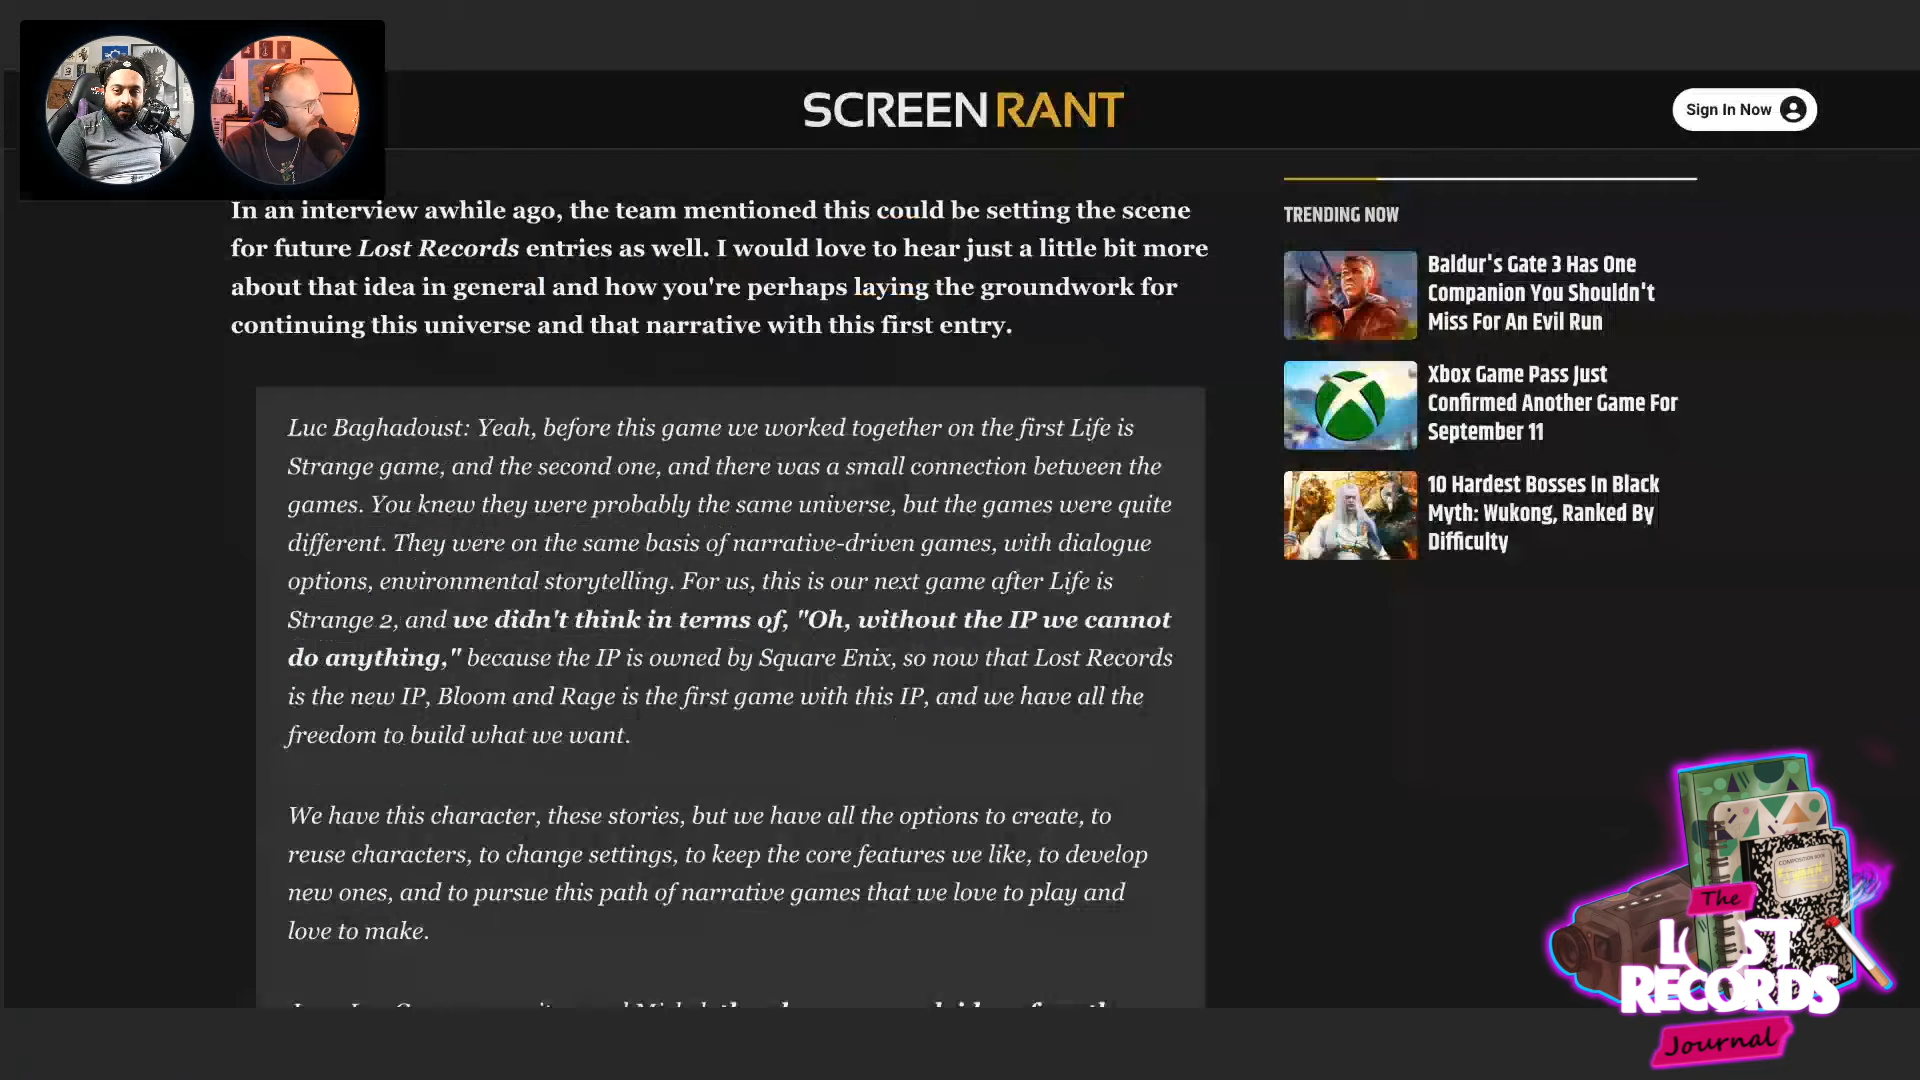 SCREENRANT
Sign In Now
In an interview awhile ago, the team mentioned this could be setting the scene
for future Lost Records entries as well. I would love to hear just a little bit more
about that idea in general and how you're perhaps laying the groundwork for
continuing this universe and that narrative with this first entry.
Luc Baghadoust: Yeah, before this game we worked together on the first Life is
Strange game, and the second one, and there was a small connection between the
games. You knew they were probably the same universe, but the games were quite
different. They were on the same basis of narrative-driven games, with dialogue
options, environmental storytelling. For us, this is our next game after Life is
Strange 2, and we didn't think in terms of, "Oh, without the IP we cannot
do anything," because the IP is owned by Square Enix, so now that Lost Records
is the new IP, Bloom and Rage is the first game with this IP, and we have all the
freedom to build what we want.
We have this character, these stories, but we have all the options to create, to
reuse characters, to change settings, to keep the core features we like, to develop
new ones, and to pursue this path of narrative games that we love to play and
love to make.
TRENDING NOW
Baldur's Gate 3 Has One
Companion You Shouldn't
Miss For An Evil Run
Xbox Game Pass Just
Confirmed Another Game For
September 11
10 Hardest Bosses In Black
Myth: Wukong, Ranked By
Difficulty
COMPOSITION BOOK
The
LOST
RECORDS
Journal